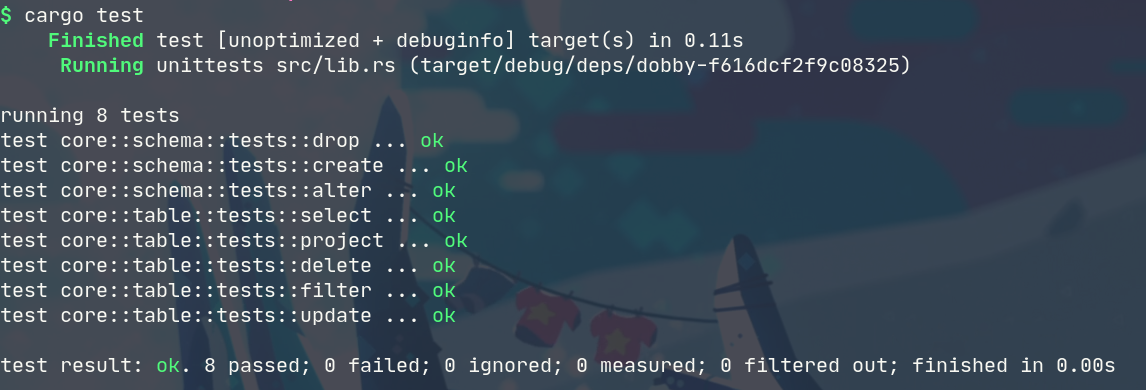 $ cargo test
    Finished test [unoptimized + debuginfo] target(s) in 0.11s
     Running unittests src/lib.rs (target/debug/deps/dobby-f616dcf2f9c08325)
running 8 tests
test core::schema::tests::drop ... ok
test core::schema::tests::create ... ok
test core::schema::tests::alter ... ok
test core::table::tests::select ... ok
test core::table::tests::project ... ok
test core::table::tests::delete ... ok
test core::table::tests::filter ... ok
test core::table::tests::update ... ok
test result: ok. 8 passed; 0 failed; 0 ignored; 0 measured; 0 filtered out; finished in 0.00s